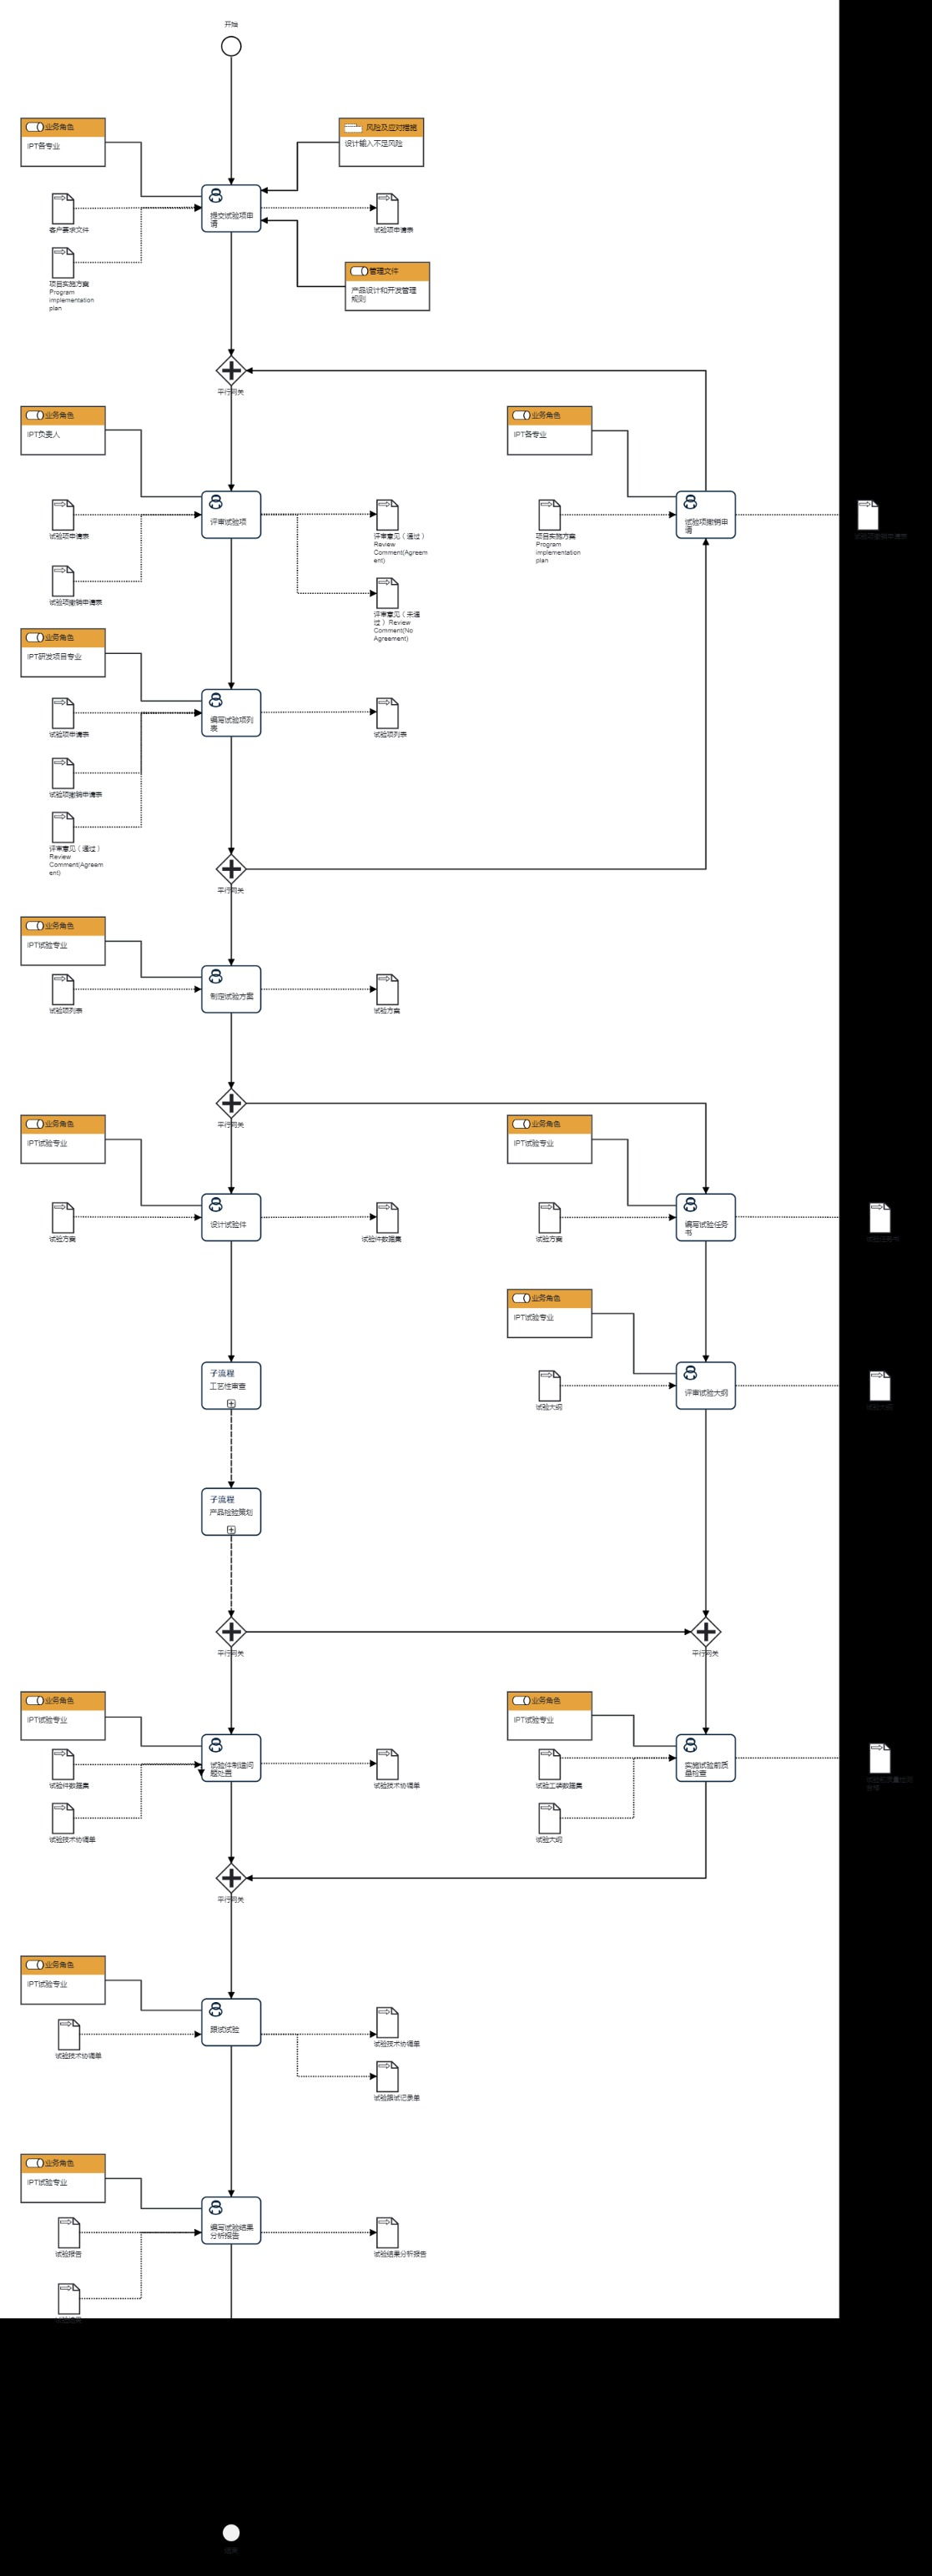 开始
业务角色
IPT各专业
风险及应对措施
设计输入不足风险
提交试验项申
请
客户要求文件
试验项申请表
项目实施方案
Program
implementation
plan
管理文件
产品设计和开发管理
规则
平行网关
业务角色
IPT负责人
业务角色
IPT各专业
评审试验项
试验项撤销申
请
试验项申请表
评审意见（通过）
Review
Comment(Agreem
ent)
项目实施方案
Program
implementation
plan
试验项撤销申请表
试验项撤销申请表
评审意见（未通
过）Review
Comment(No
Agreement)
业务角色
IPT研发项目专业
编写试验项列
表
试验项申请表
试验项列表
试验项撤销申请表
评审意见（通过）
Review
Comment(Agreem
ent)
平行网关
业务角色
IPT试验专业
制定试验方案
试验项列表
试验方案
平行网关
业务角色
IPT试验专业
业务角色
IPT试验专业
设计试验件
编写试验任务
书
试验方案
试验件数据集
试验方案
试验任务书
业务角色
IPT试验专业
子流程
工艺性审查
评审试验大纲
试验大纲
试验大纲
子流程
产品检验策划
平行网关
平行网关
业务角色
IPT试验专业
业务角色
IPT试验专业
试验件制造问
题处置
实施试验前质
量检查
试验件数据集
试验技术协调单
试验工装数据集
试验技术协调单
试验大纲
平行网关
业务角色
IPT试验专业
跟试试验
试验技术协调单
试验技术协调单
试验跟试记录单
业务角色
IPT试验专业
编写试验结果
分析报告
试验报告
试验结果分析报告
结束